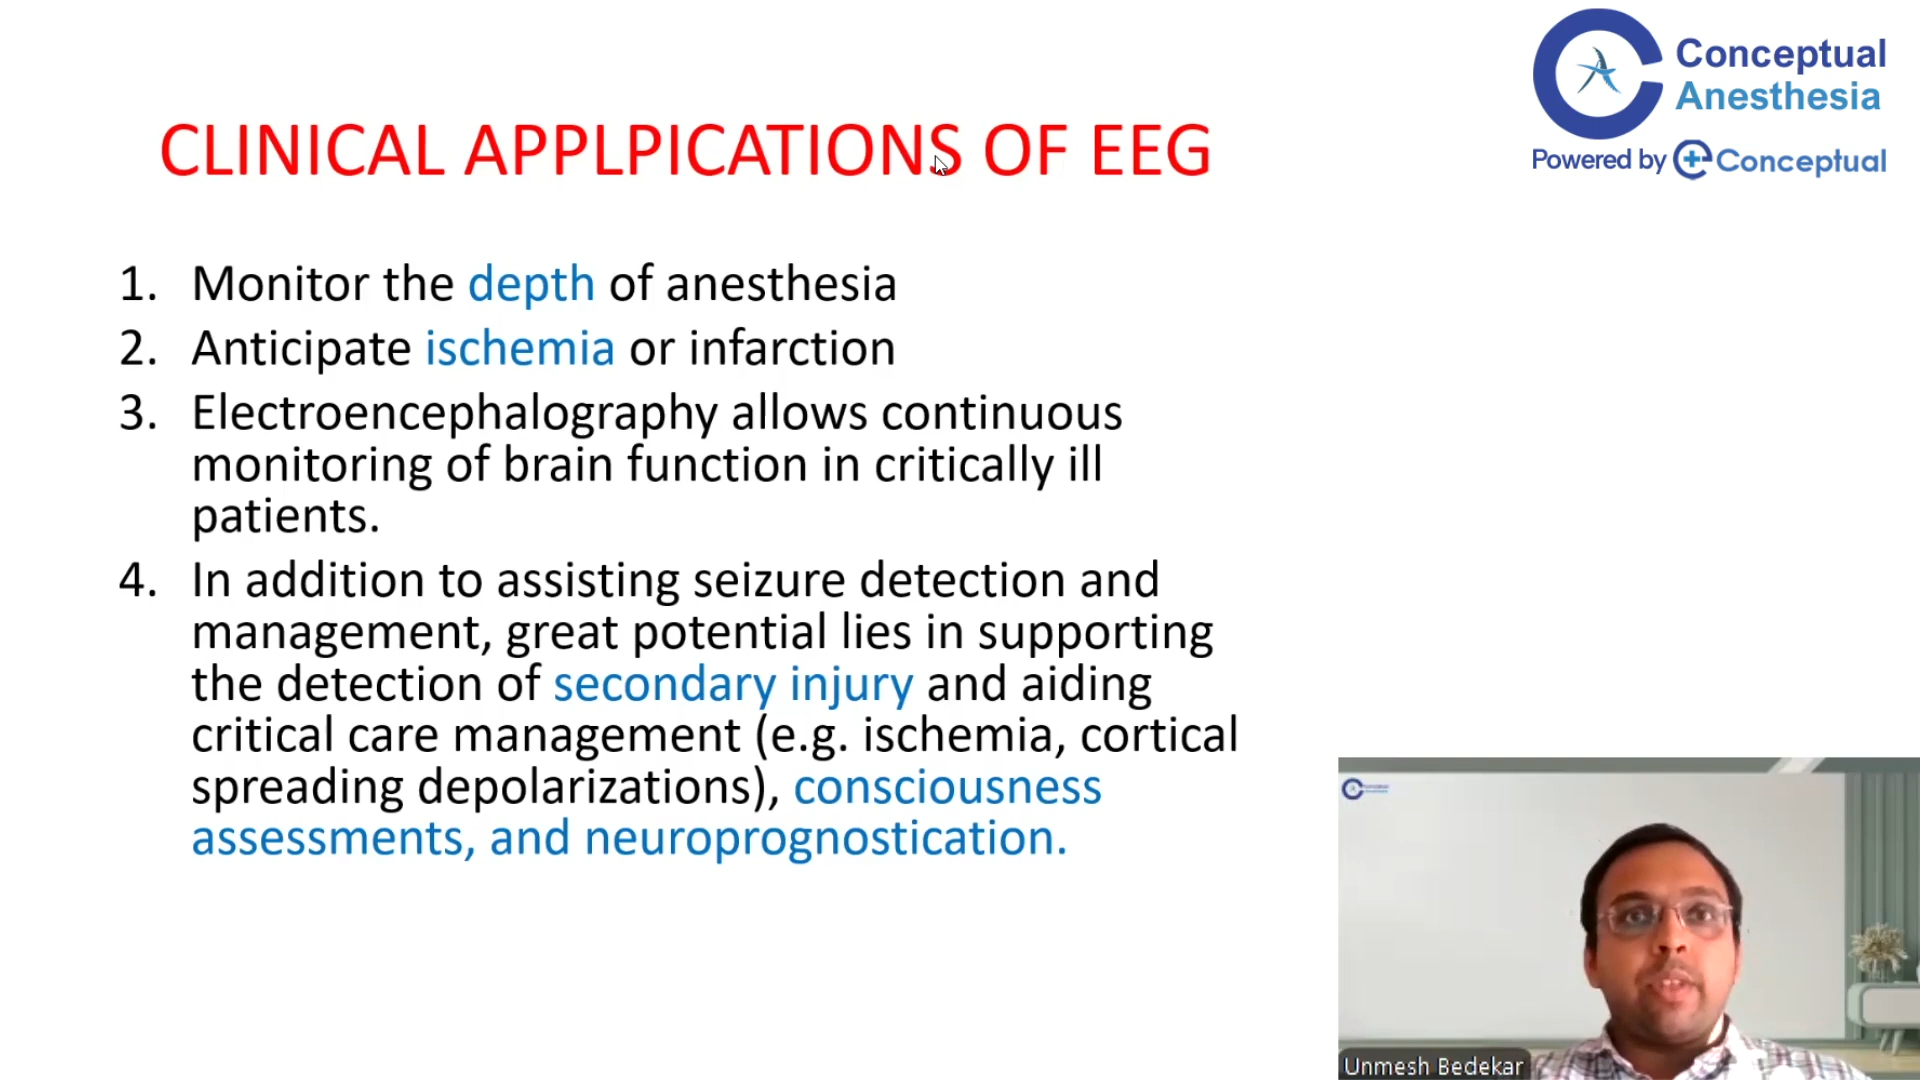 Conceptual
Anesthesia
Powered by Conceptual
CLINICAL APPLPICATIONS OF EEG
1. Monitor the depth of anesthesia
2. Anticipate ischemia or infarction
3. Electroencephalography allows continuous
monitoring of brain function in critically ill
patients.
4. In addition to assisting seizure detection and
management, great potential lies in supporting
the detection of secondary injury and aiding
critical care management (e.g. ischemia, cortical
spreading depolarizations), consciousness
assessments, and neuroprognostication.
Unmesh Bedekar